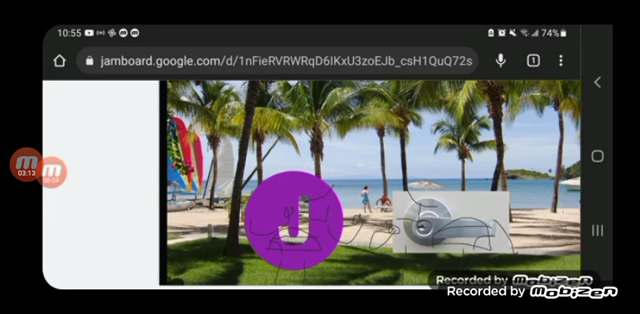 10:55
74%
jamboard.google.com/d/1nFieRVRWRqD6IKxU3zoEJb_csH1QuQ72s
1
03:13
Recorded by Mobizen
Recorded by Mobizen